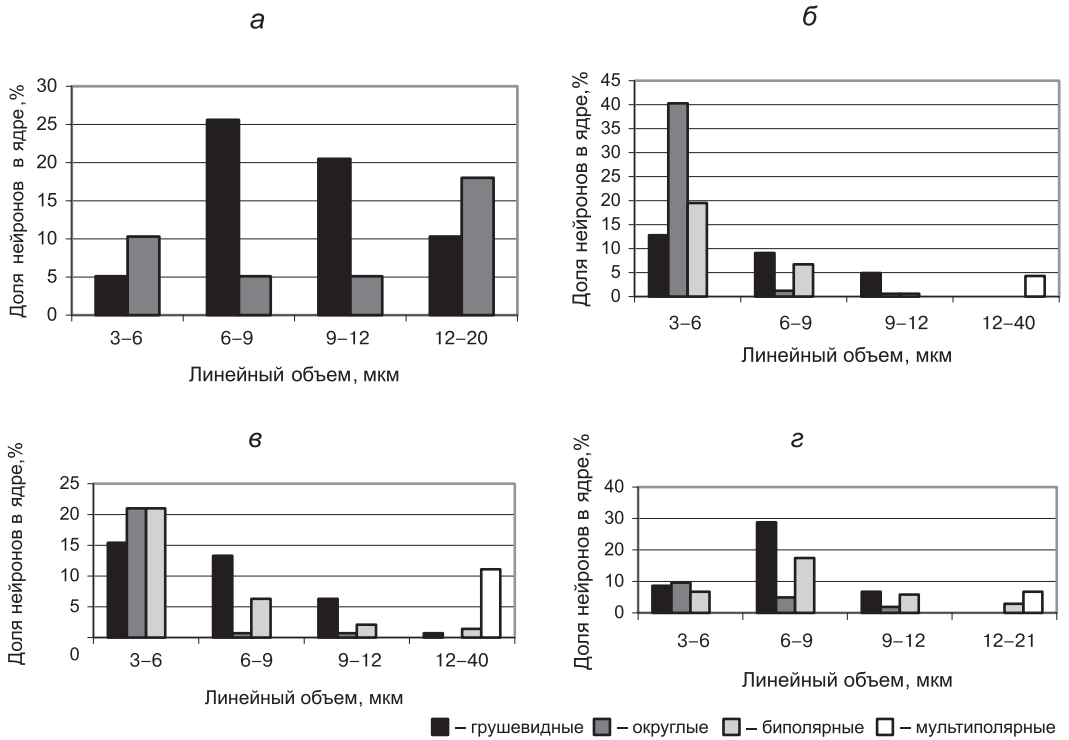 а
Доля нейронов в ядре,%
30
25
20
15
10
5
0
3–6 6–9 9–12 12–20
Линейный объем, мкм
б
Доля нейронов в ядре,%
45
40
35
30
25
20
15
10
5
0
3–6 6–9 9–12 12–40
Линейный объем, мкм
в
Доля нейронов в ядре,%
25
20
15
10
5
0
3–6 6–9 9–12 12–40
Линейный объем, мкм
г
Доля нейронов в ядре,%
40
30
20
10
0
3–6 6–9 9–12 12–21
Линейный объем, мкм
– грушевидные – округлые – биполярные – мультиполярные